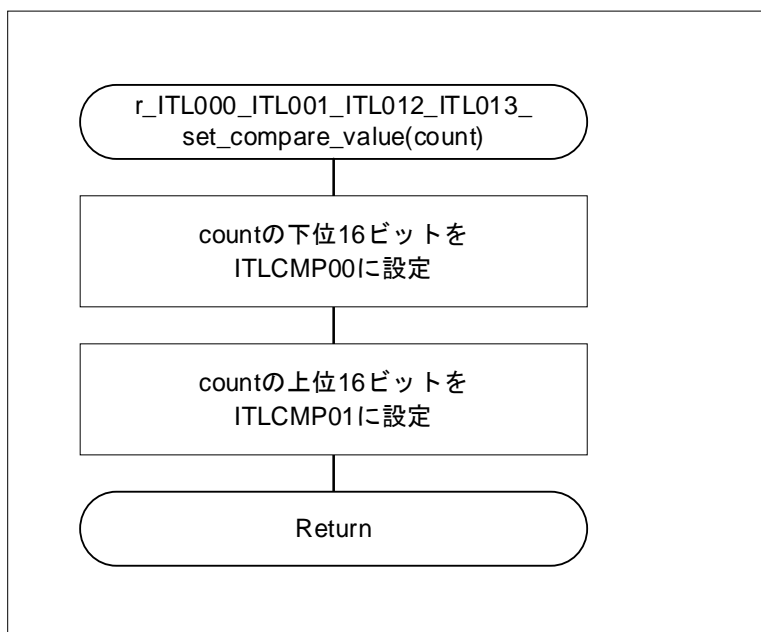 r_ITL000_ITL001_ITL012_ITL013_
set_compare_value(count)
countの下位16ビットを
ITLCMP00に設定
countの上位16ビットを
ITLCMP01に設定
Return